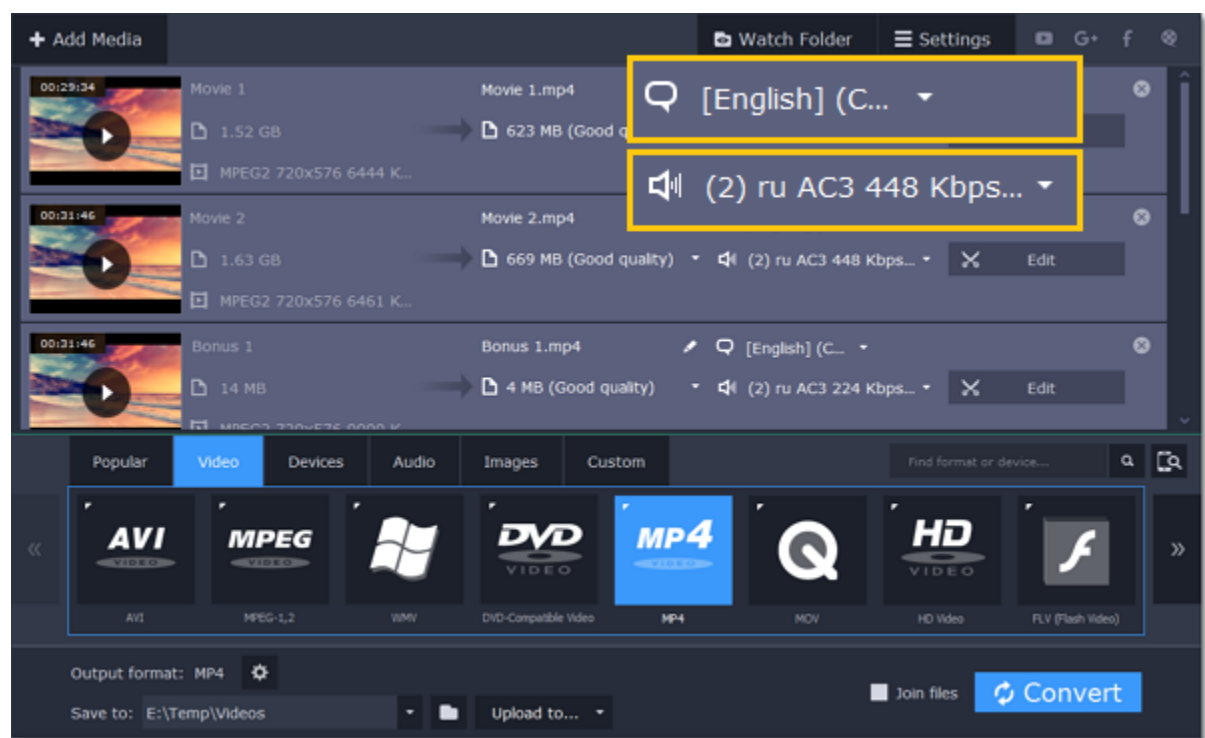 + Add Media
Watch Folder
Settings
G+
f
00:29:34
Movie 1
Movie 1.mp4
[English] (C...
1.52 GB
623 MB (Good
MPEG2 720x576 6444 K...
(2) ru AC3 448 Kbps...
00:31:46
Movie 2
Movie 2.mp4
1.63 GB
669 MB (Good quality)
(2) ru AC3 448 Kbps...
Edit
MPEG2 720x576 6461 K...
00:31:46
Bonus 1
Bonus 1.mp4
[English] (C...
14 MB
4 MB (Good quality)
(2) ru AC3 224 Kbps...
Edit
MPEG2 720x576 9000 K
Popular
Video
Devices
Audio
Images
Custom
Find format or device...
AVI
VIDEO
MPEG
VIDEO
DVD
VIDEO
MP4
VIDEO
HD
VIDEO
AVI
MPEG-1,2
WMV
DVD-Compatible Video
MP4
MOV
HD Video
FLV (Flash Video)
Output format: MP4
Join files
Convert
Save to: E:\Temp\Videos
Upload to...